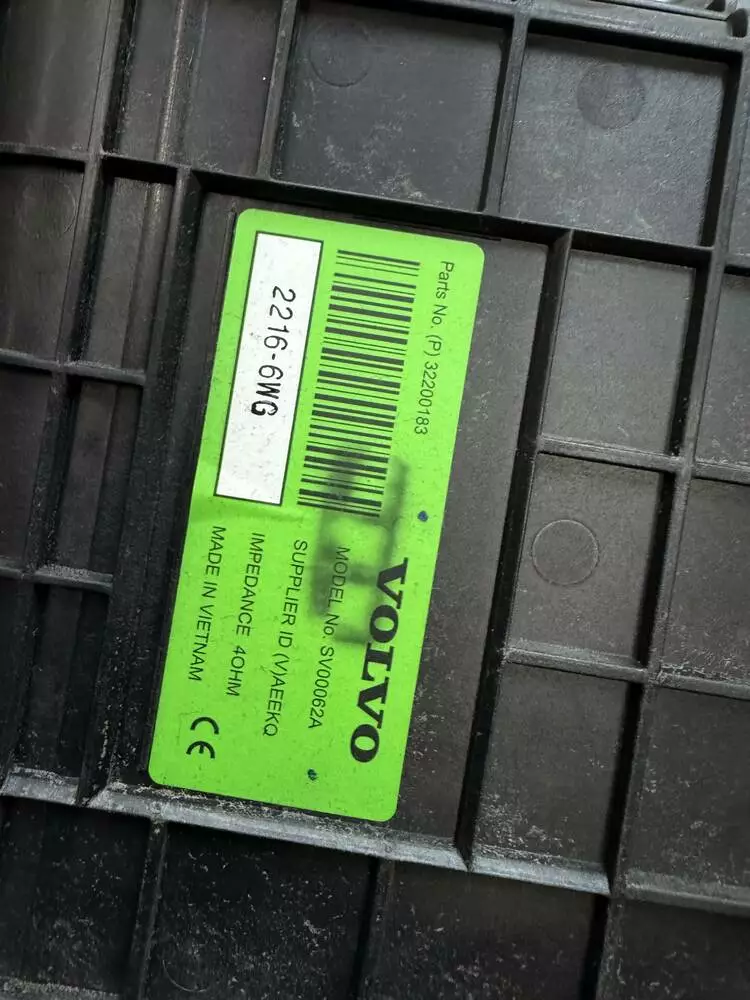 Parts No. (P) 32200183
2216-6WG
VOLVO
MODEL No. SV00062A
SUPPLIER ID (V)AEEKQ
IMPEDANCE 4OHM
MADE IN VIETNAM
CE